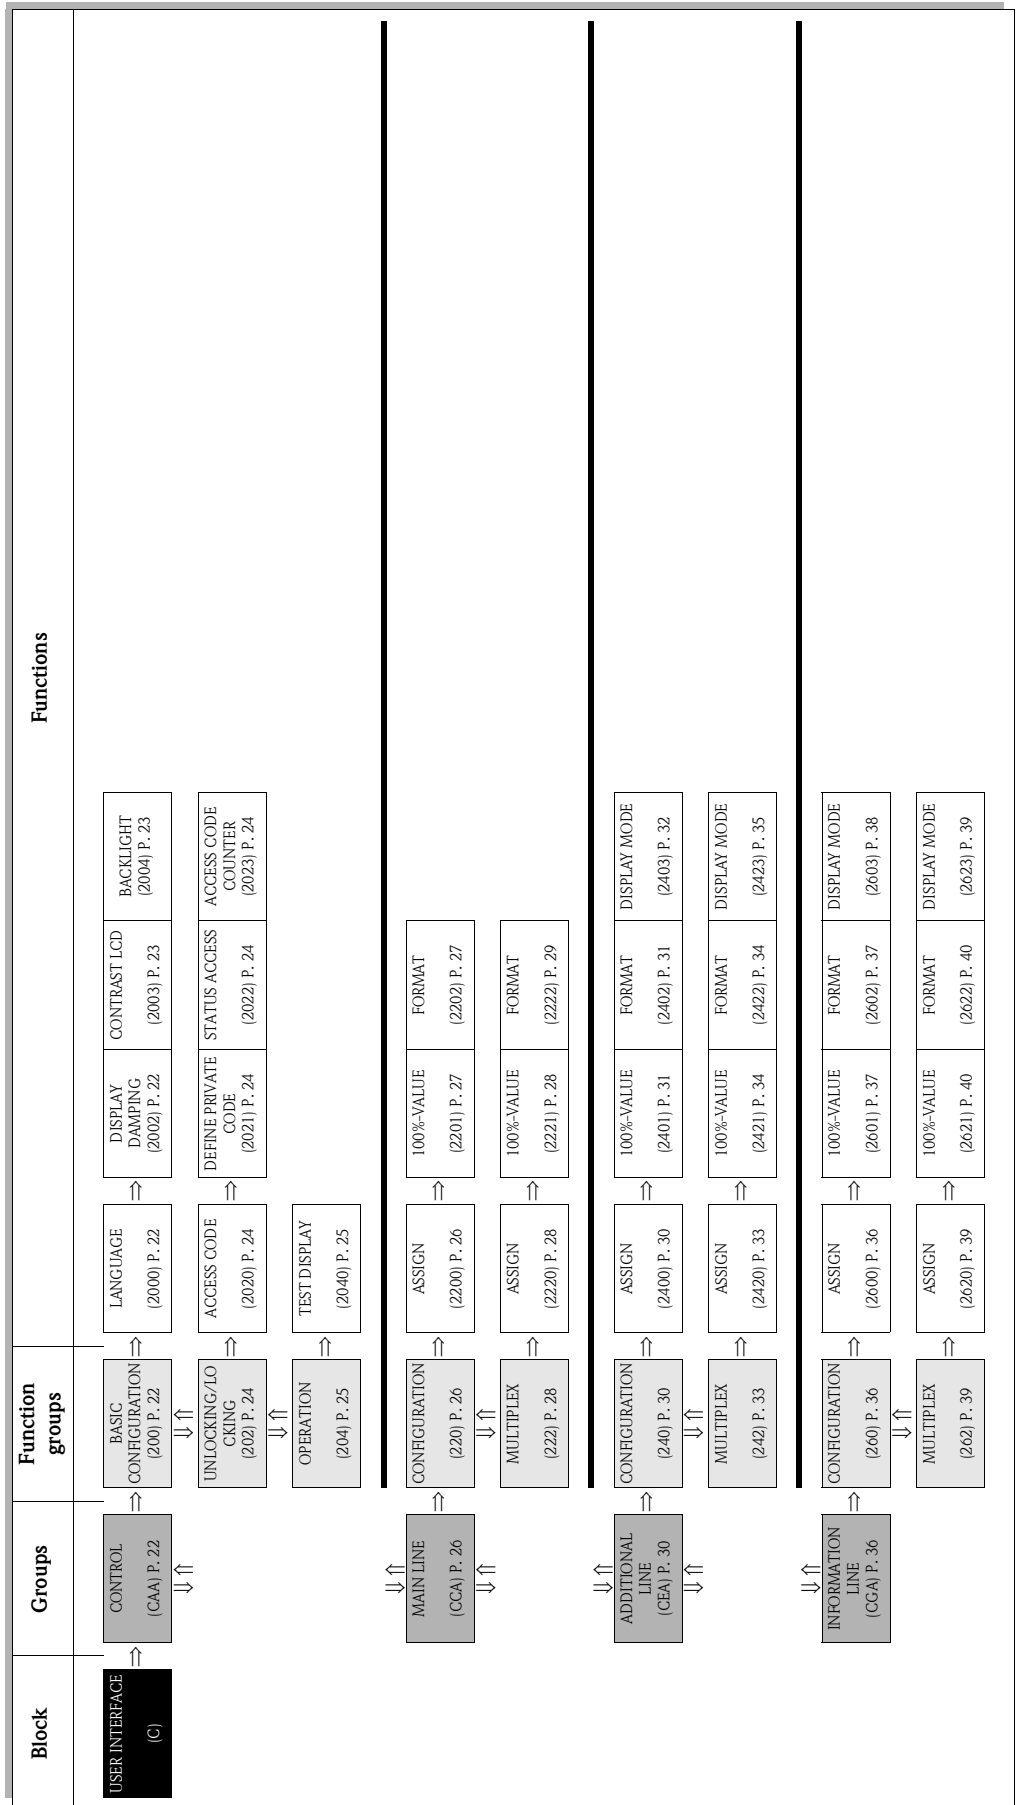 Block
Groups
Function
groups
Functions
USER INTERFACE
(C)
CONTROL
(CAA) P. 22
BASIC
CONFIGURATION
(200) P. 22
LANGUAGE
(2000) P. 22
DISPLAY
DAMPING
(2002) P. 22
CONTRAST LCD
(2003) P. 23
BACKLIGHT
(2004) P. 23
UNLOCKING/LO
CKING
(202) P. 24
ACCESS CODE
(2020) P. 24
DEFINE PRIVATE
CODE
(2021) P. 24
STATUS ACCESS
(2022) P. 24
ACCESS CODE
COUNTER
(2023) P. 24
OPERATION
(204) P. 25
TEST DISPLAY
(2040) P. 25
MAIN LINE
(CCA) P. 26
CONFIGURATION
(220) P. 26
ASSIGN
(2200) P. 26
100%-VALUE
(2201) P. 27
FORMAT
(2202) P. 27
MULTIPLEX
(222) P. 28
ASSIGN
(2220) P. 28
100%-VALUE
(2221) P. 28
FORMAT
(2222) P. 29
ADDITIONAL
LINE
(CEA) P. 30
CONFIGURATION
(240) P. 30
ASSIGN
(2400) P. 30
100%-VALUE
(2401) P. 31
FORMAT
(2402) P. 31
DISPLAY MODE
(2403) P. 32
MULTIPLEX
(242) P. 33
ASSIGN
(2420) P. 33
100%-VALUE
(2421) P. 34
FORMAT
(2422) P. 34
DISPLAY MODE
(2423) P. 35
INFORMATION
LINE
(CGA) P. 36
CONFIGURATION
(260) P. 36
ASSIGN
(2600) P. 36
100%-VALUE
(2601) P. 37
FORMAT
(2602) P. 37
DISPLAY MODE
(2603) P. 38
MULTIPLEX
(262) P. 39
ASSIGN
(2620) P. 39
100%-VALUE
(2621) P. 40
FORMAT
(2622) P. 40
DISPLAY MODE
(2623) P. 39